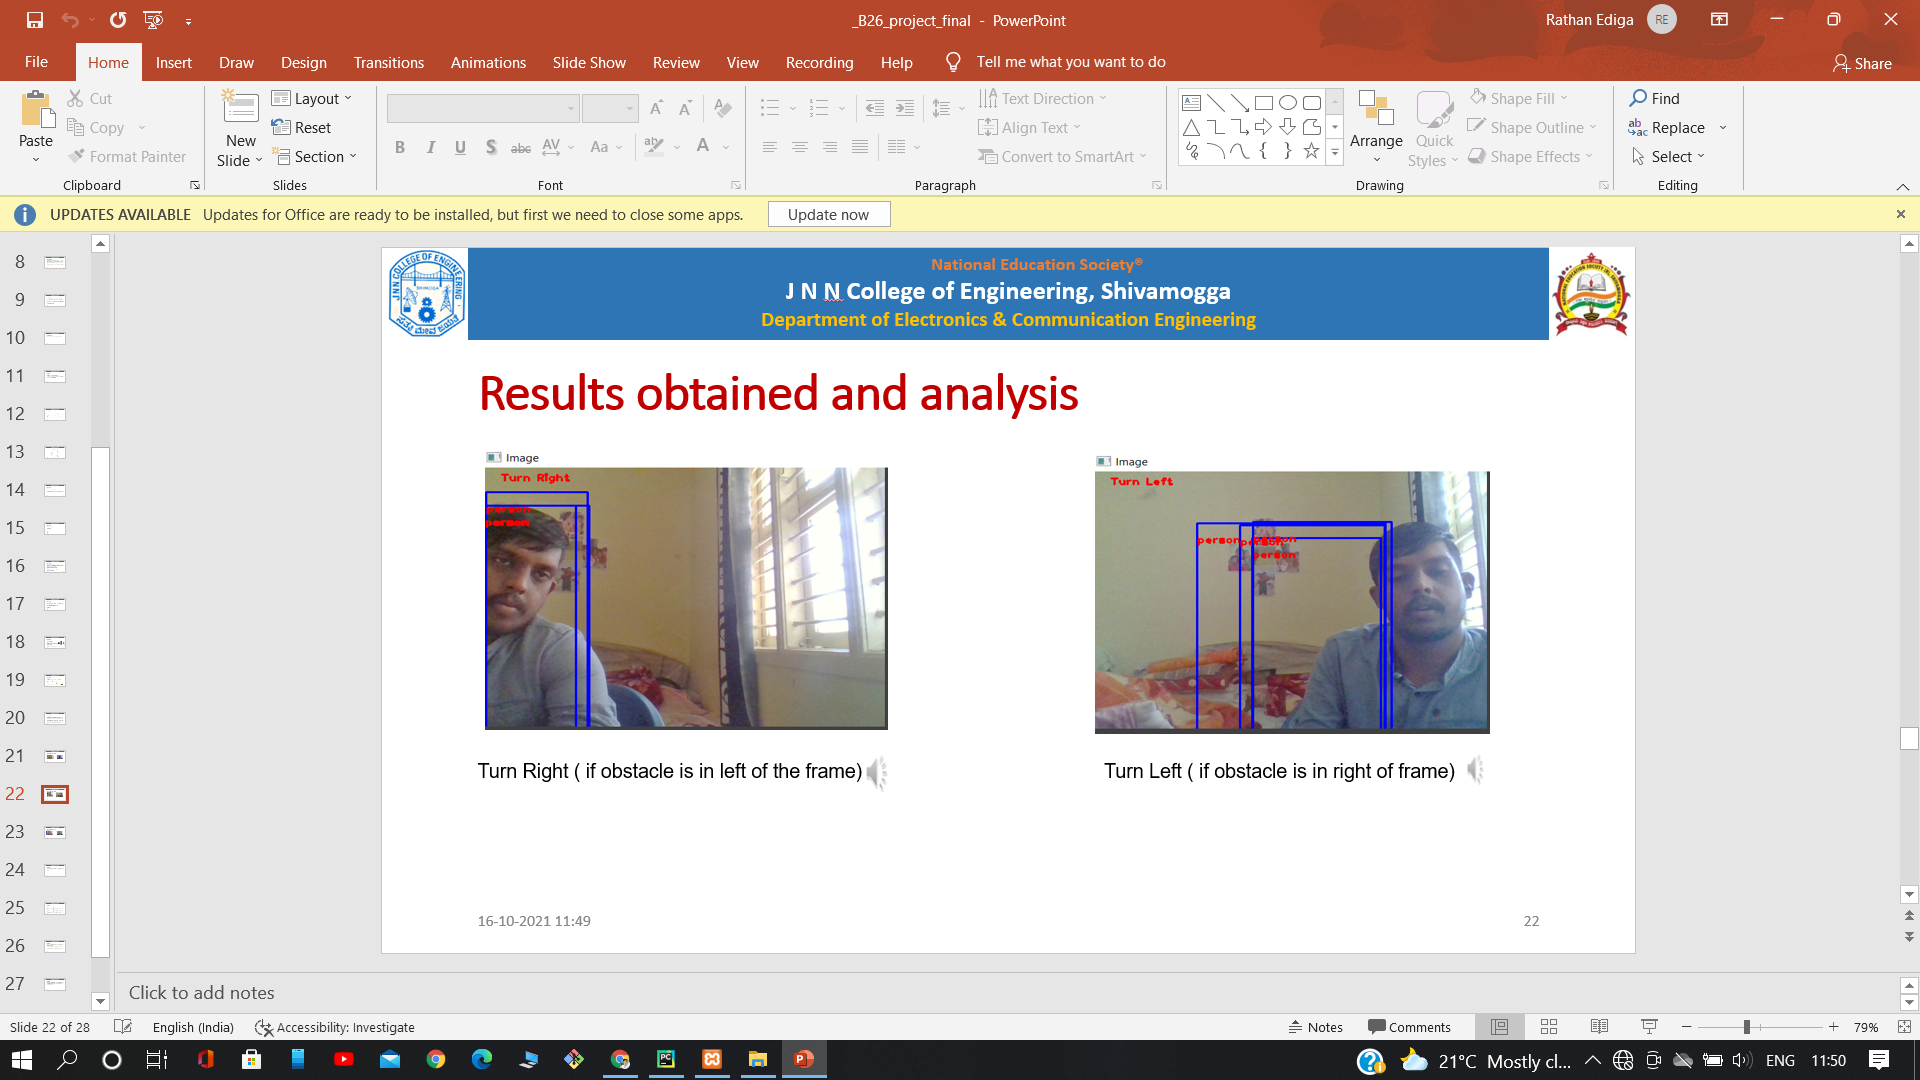 _B26_project_final - PowerPoint
Rathan Ediga RE
File Home Insert Draw Design Transitions Animations Slide Show Review View Recording Help Tell me what you want to do Share
Paste
Cut
Copy
Format Painter
Clipboard
New Slide
Layout
Reset
Section
Slides
B I U S abc AV Aa A
Font
Paragraph
Text Direction
Align Text
Convert to SmartArt
Arrange
Quick Styles
Shape Fill
Shape Outline
Shape Effects
Drawing
Find
Replace
Select
Editing
UPDATES AVAILABLE Updates for Office are ready to be installed, but first we need to close some apps. Update now
8
9
10
11
12
13
14
15
16
17
18
19
20
21
22
23
24
25
26
27
National Education Society®
J N N College of Engineering, Shivamogga
Department of Electronics & Communication Engineering
Results obtained and analysis
Image
Turn Right
person
person
Turn Right ( if obstacle is in left of the frame)
Image
Turn Left
person
person
person
Turn Left ( if obstacle is in right of frame)
16-10-2021 11:49
22
Click to add notes
Slide 22 of 28 English (India) Accessibility: Investigate Notes Comments 79%
21°C Mostly cl... ENG 11:50